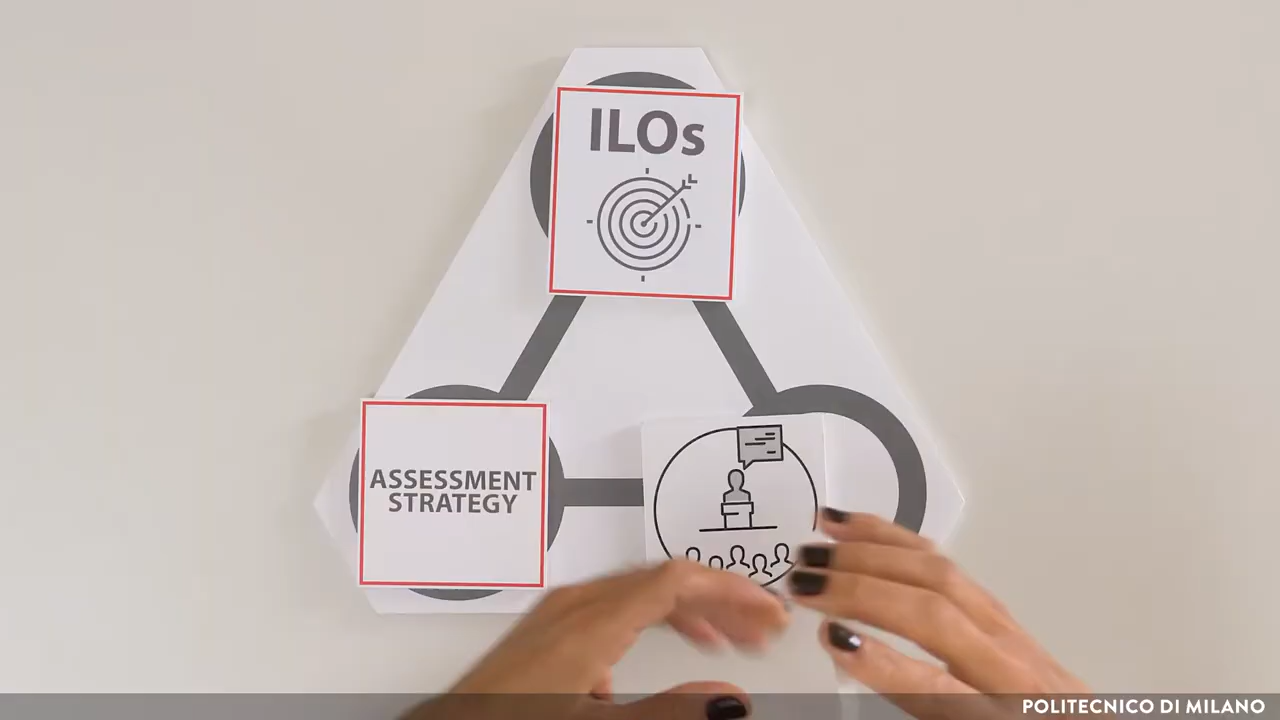 ILOs
ASSESSMENT
STRATEGY
POLITECNICO DI MILANO